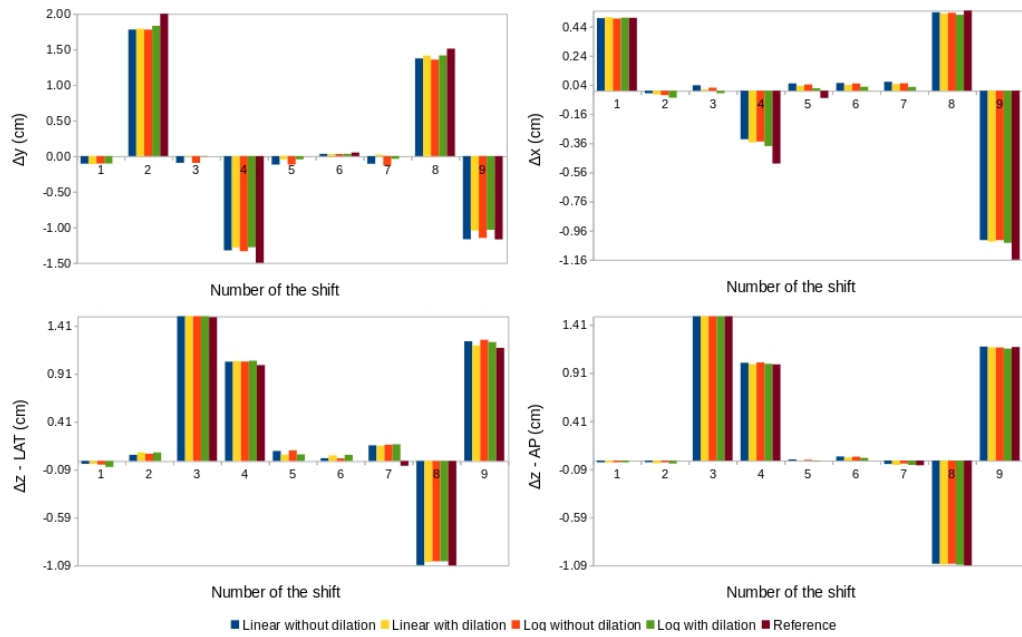 2.00
1.50
1.00
0.50
0.00
-0.50
-1.00
-1.50
Δy (cm)
1 2 3 4 5 6 7 8 9
Number of the shift
0.44
0.24
0.04
-0.16
-0.36
-0.56
-0.76
-0.96
-1.16
Δx (cm)
1 2 3 4 5 6 7 8 9
Number of the shift
1.41
0.91
0.41
-0.09
-0.59
-1.09
Δz - LAT (cm)
1 2 3 4 5 6 7 8 9
Number of the shift
1.41
0.91
0.41
-0.09
-0.59
-1.09
Δz - AP (cm)
1 2 3 4 5 6 7 8 9
Number of the shift
Linear without dilation Linear with dilation Log without dilation Log with dilation Reference